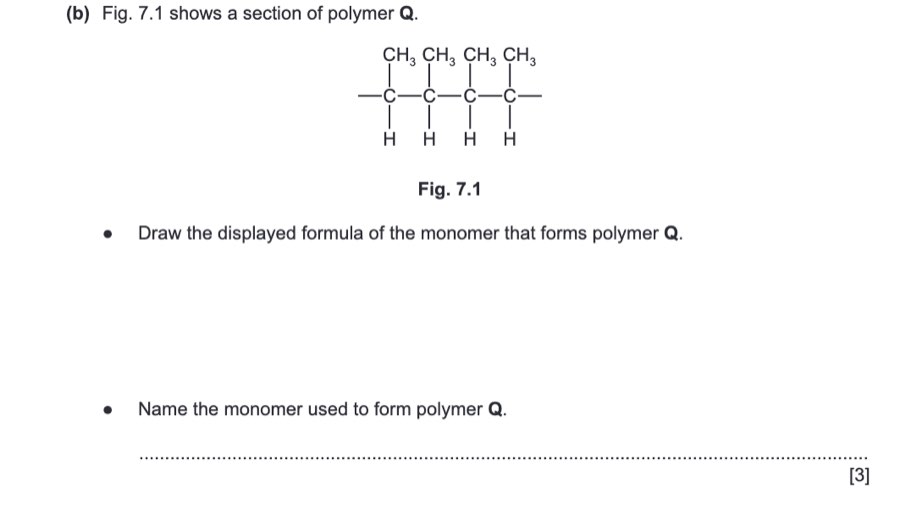 (b) Fig. 7.1 shows a section of polymer Q.
CH₃ CH₃ CH₃ CH₃
—C—C—C—C—
H H H H
Fig. 7.1
• Draw the displayed formula of the monomer that forms polymer Q.
• Name the monomer used to form polymer Q.
[3]